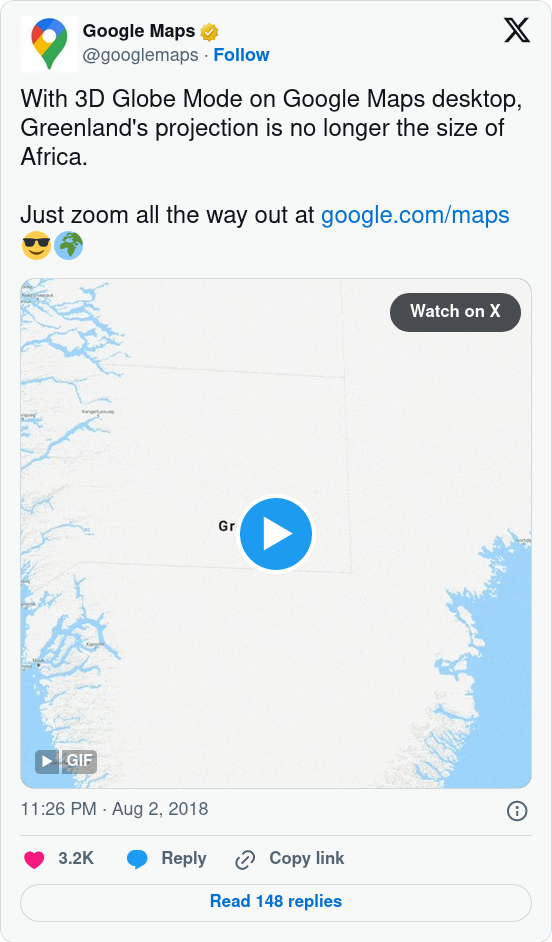 Google Maps
@googlemaps · Follow
With 3D Globe Mode on Google Maps desktop,
Greenland's projection is no longer the size of
Africa.
Just zoom all the way out at google.com/maps
😎🌍
Watch on X
Kangerlussuaq
Gr
Nuuk
GIF
11:26 PM · Aug 2, 2018
3.2K Reply Copy link
Read 148 replies